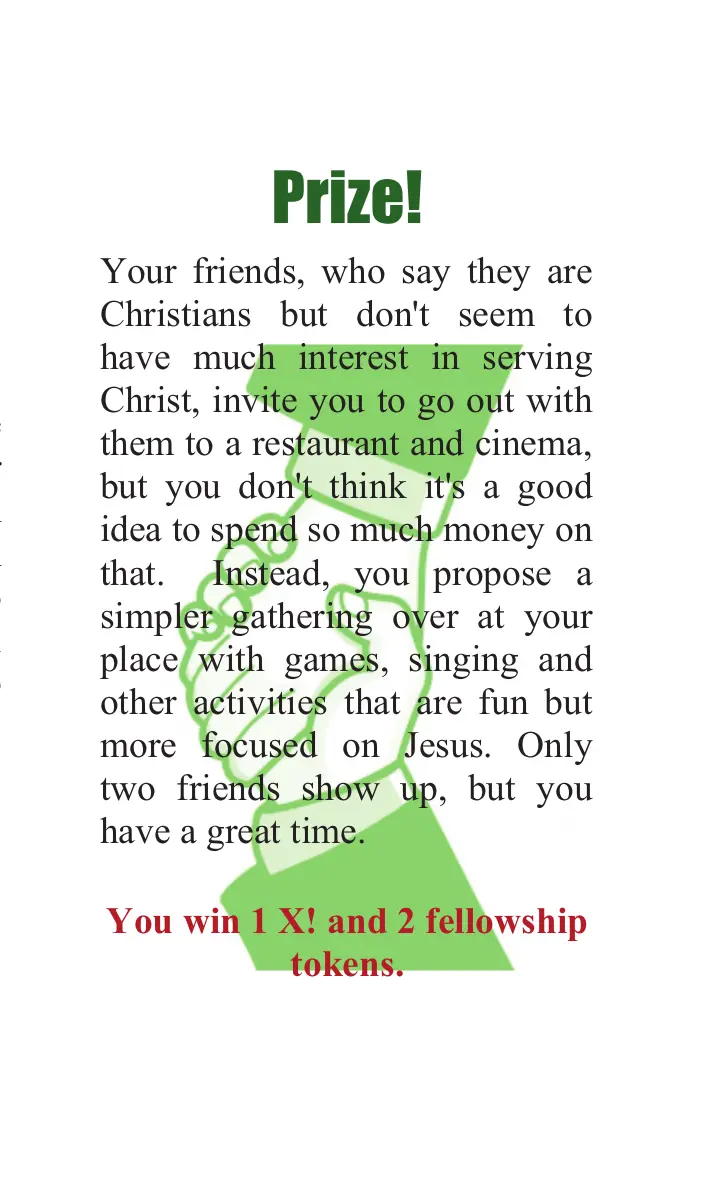 Prize!
Your friends, who say they are
Christians but don't seem to
have much interest in serving
Christ, invite you to go out with
them to a restaurant and cinema,
but you don't think it's a good
idea to spend so much money on
that. Instead, you propose a
simpler gathering over at your
place with games, singing and
other activities that are fun but
more focused on Jesus. Only
two friends show up, but you
have a great time.
You win 1 X! and 2 fellowship
tokens.